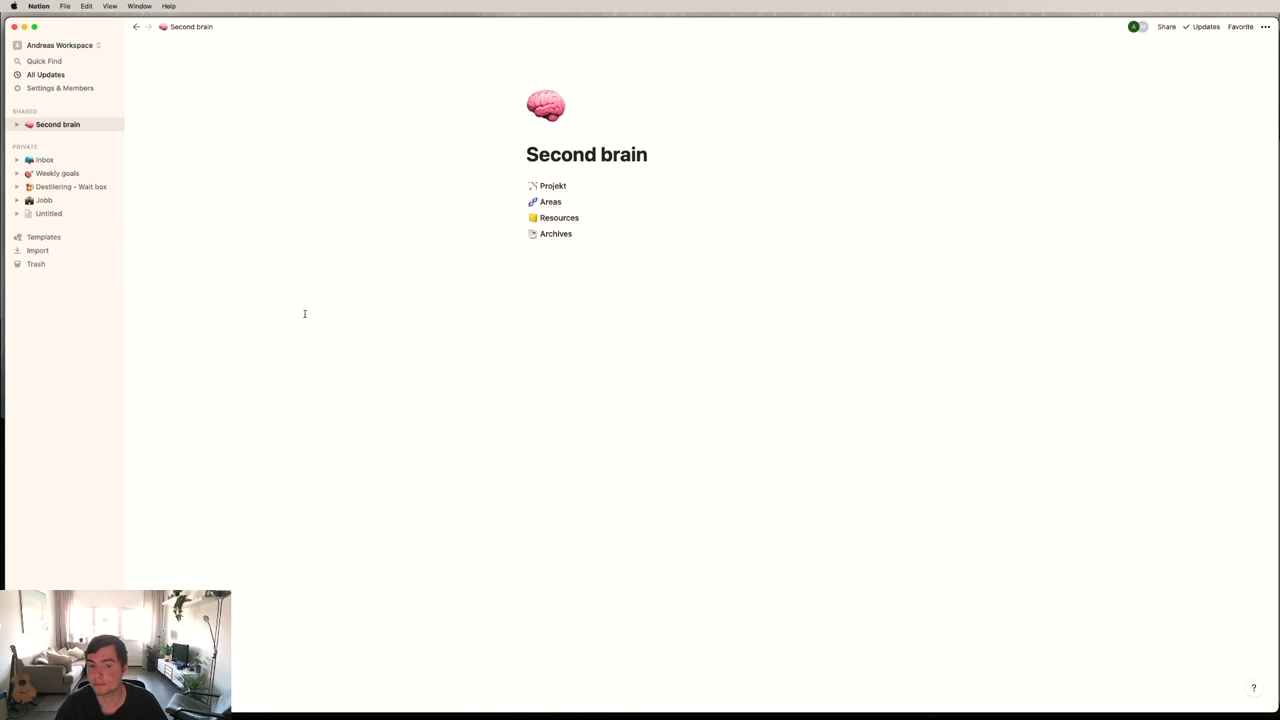 Notion File Edit View Window Help
Second brain
A Share Updates Favorite
A Andreas Workspace
Quick Find
All Updates
Settings & Members
SHARED
Second brain
PRIVATE
Inbox
Weekly goals
Destilering - Wait box
Jobb
Untitled
Templates
Import
Trash
Second brain
Projekt
Areas
Resources
Archives
?